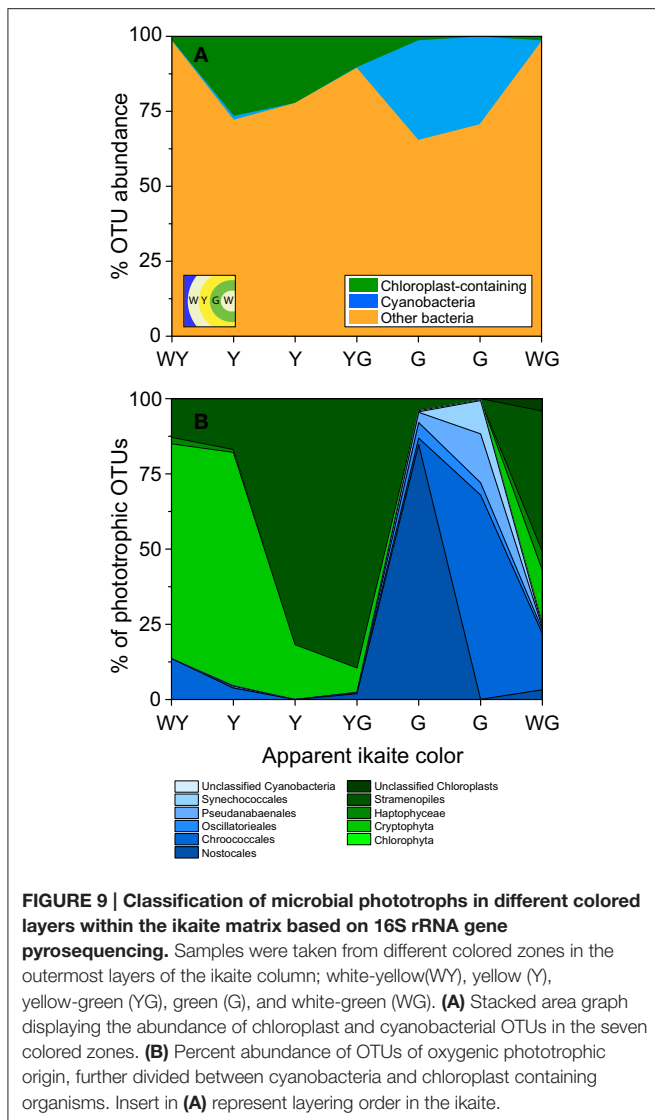 100
A
75
50
25
0
% OTU abundance
W Y G W
Chloroplast-containing
Cyanobacteria
Other bacteria
WY Y Y YG G G WG
100
B
75
50
25
0
% of phototrophic OTUs
WY Y Y YG G G WG
Apparent ikaite color
Unclassified Cyanobacteria
Synechococcales
Pseudanabaenales
Oscillatorieales
Chroococcales
Nostocales
Unclassified Chloroplasts
Stramenopiles
Haptophyceae
Cryptophyta
Chlorophyta
FIGURE 9 | Classification of microbial phototrophs in different colored
layers within the ikaite matrix based on 16S rRNA gene
pyrosequencing. Samples were taken from different colored zones in the
outermost layers of the ikaite column; white-yellow(WY), yellow (Y),
yellow-green (YG), green (G), and white-green (WG). (A) Stacked area graph
displaying the abundance of chloroplast and cyanobacterial OTUs in the seven
colored zones. (B) Percent abundance of OTUs of oxygenic phototrophic
origin, further divided between cyanobacteria and chloroplast containing
organisms. Insert in (A) represent layering order in the ikaite.